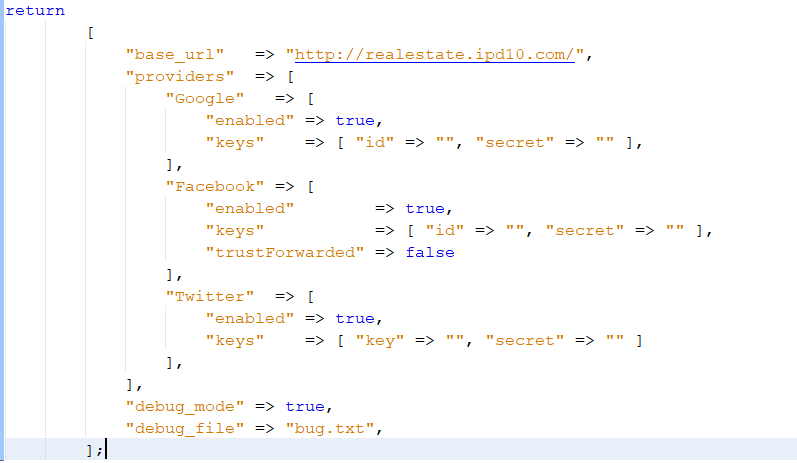 return
[
"base_url" => "http://realestate.ipd10.com/",
"providers" => [
"Google" => [
"enabled" => true,
"keys" => [ "id" => "", "secret" => "" ],
],
"Facebook" => [
"enabled" => true,
"keys" => [ "id" => "", "secret" => "" ],
"trustForwarded" => false
],
"Twitter" => [
"enabled" => true,
"keys" => [ "key" => "", "secret" => "" ]
],
],
"debug_mode" => true,
"debug_file" => "bug.txt",
];